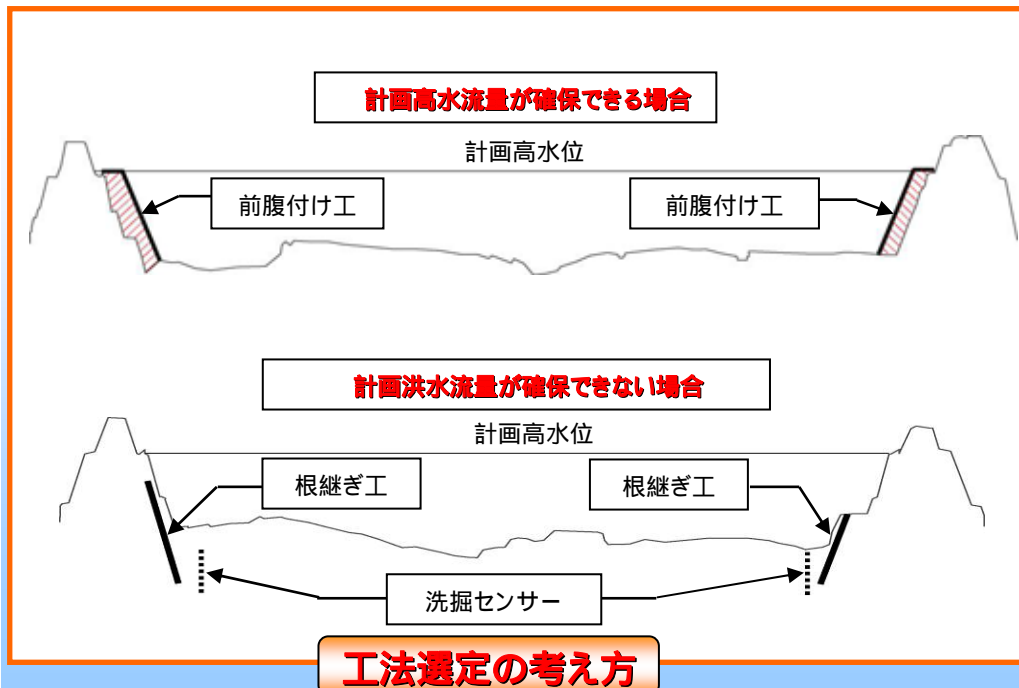 計画高水流量が確保できる場合
計画高水位
前腹付け工
前腹付け工
計画洪水流量が確保できない場合
計画高水位
根継ぎ工
根継ぎ工
洗掘センサー
工法選定の考え方